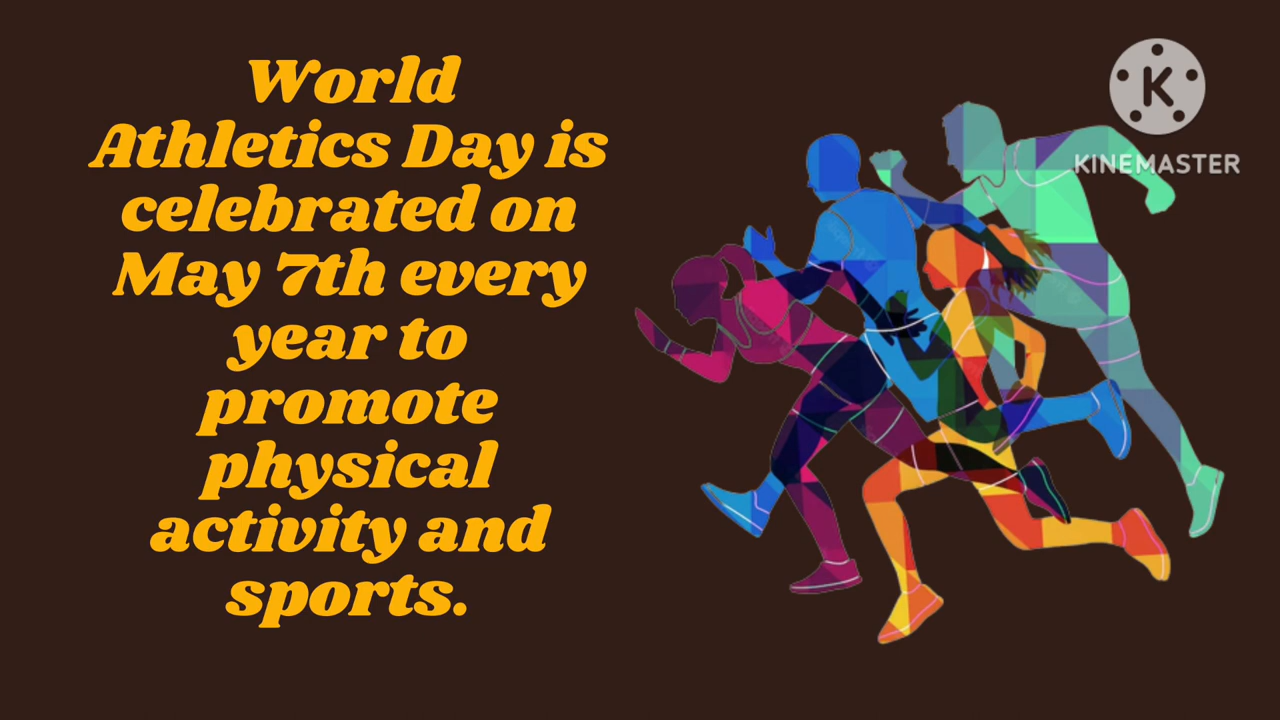 World
Athletics Day is
celebrated on
May 7th every
year to
promote
physical
activity and
sports.
K
KINEMASTER